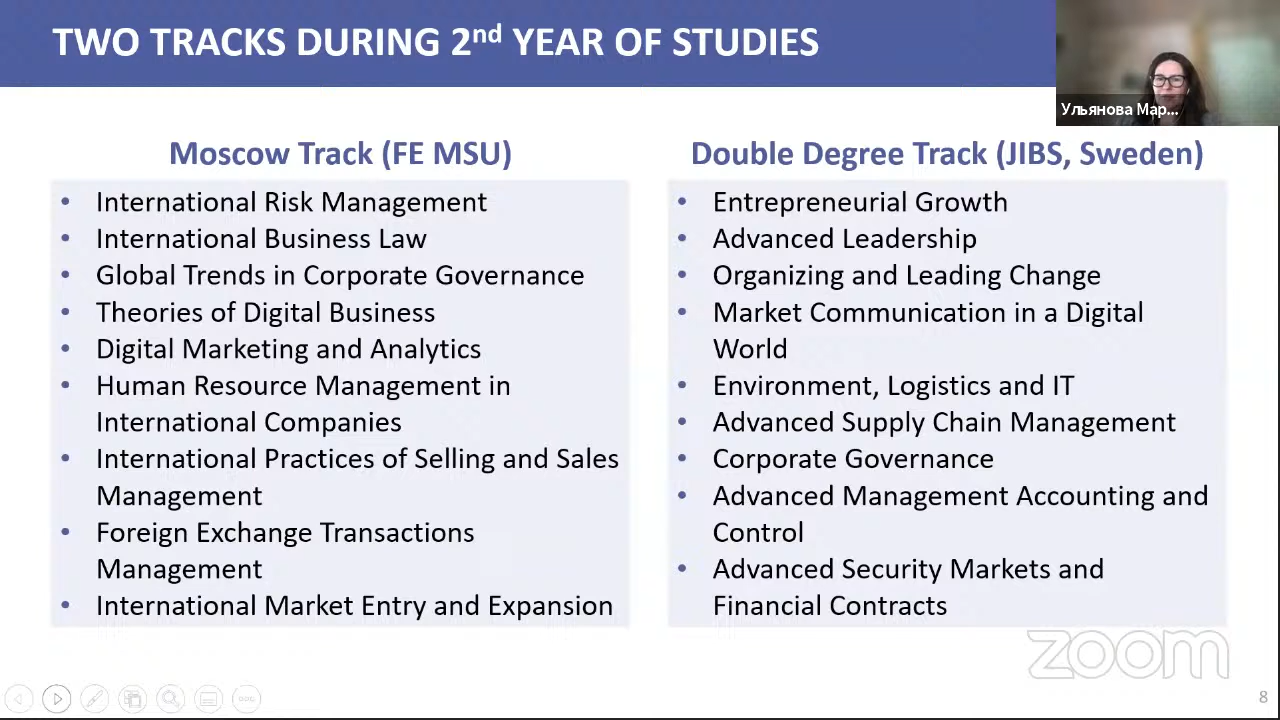 TWO TRACKS DURING 2nd YEAR OF STUDIES
Ульянова Мар...
Moscow Track (FE MSU)
• International Risk Management
• International Business Law
• Global Trends in Corporate Governance
• Theories of Digital Business
• Digital Marketing and Analytics
• Human Resource Management in
International Companies
• International Practices of Selling and Sales
Management
• Foreign Exchange Transactions
Management
• International Market Entry and Expansion
Double Degree Track (JIBS, Sweden)
• Entrepreneurial Growth
• Advanced Leadership
• Organizing and Leading Change
• Market Communication in a Digital
World
• Environment, Logistics and IT
• Advanced Supply Chain Management
• Corporate Governance
• Advanced Management Accounting and
Control
• Advanced Security Markets and
Financial Contracts
zoom
8